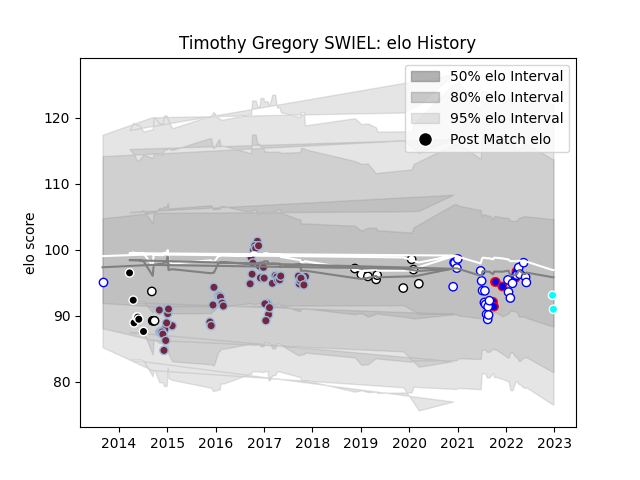 Timothy Gregory SWIEL: elo History
50% elo Interval
80% elo Interval
95% elo Interval
Post Match elo
elo score
120
110
100
90
80
2014 2015 2016 2017 2018 2019 2020 2021 2022 2023